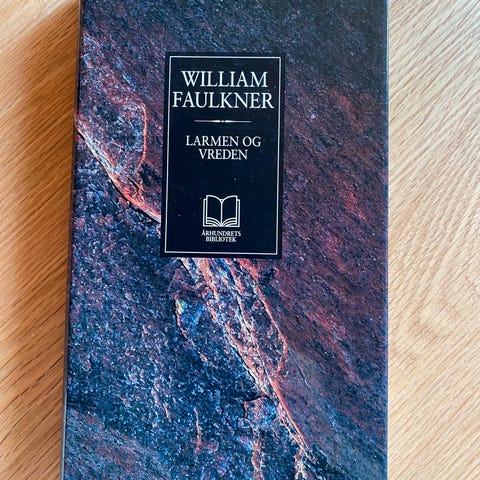 WILLIAM
FAULKNER
LARMEN OG
VREDEN
ÅRHUNDRETS
BIBLIOTEK